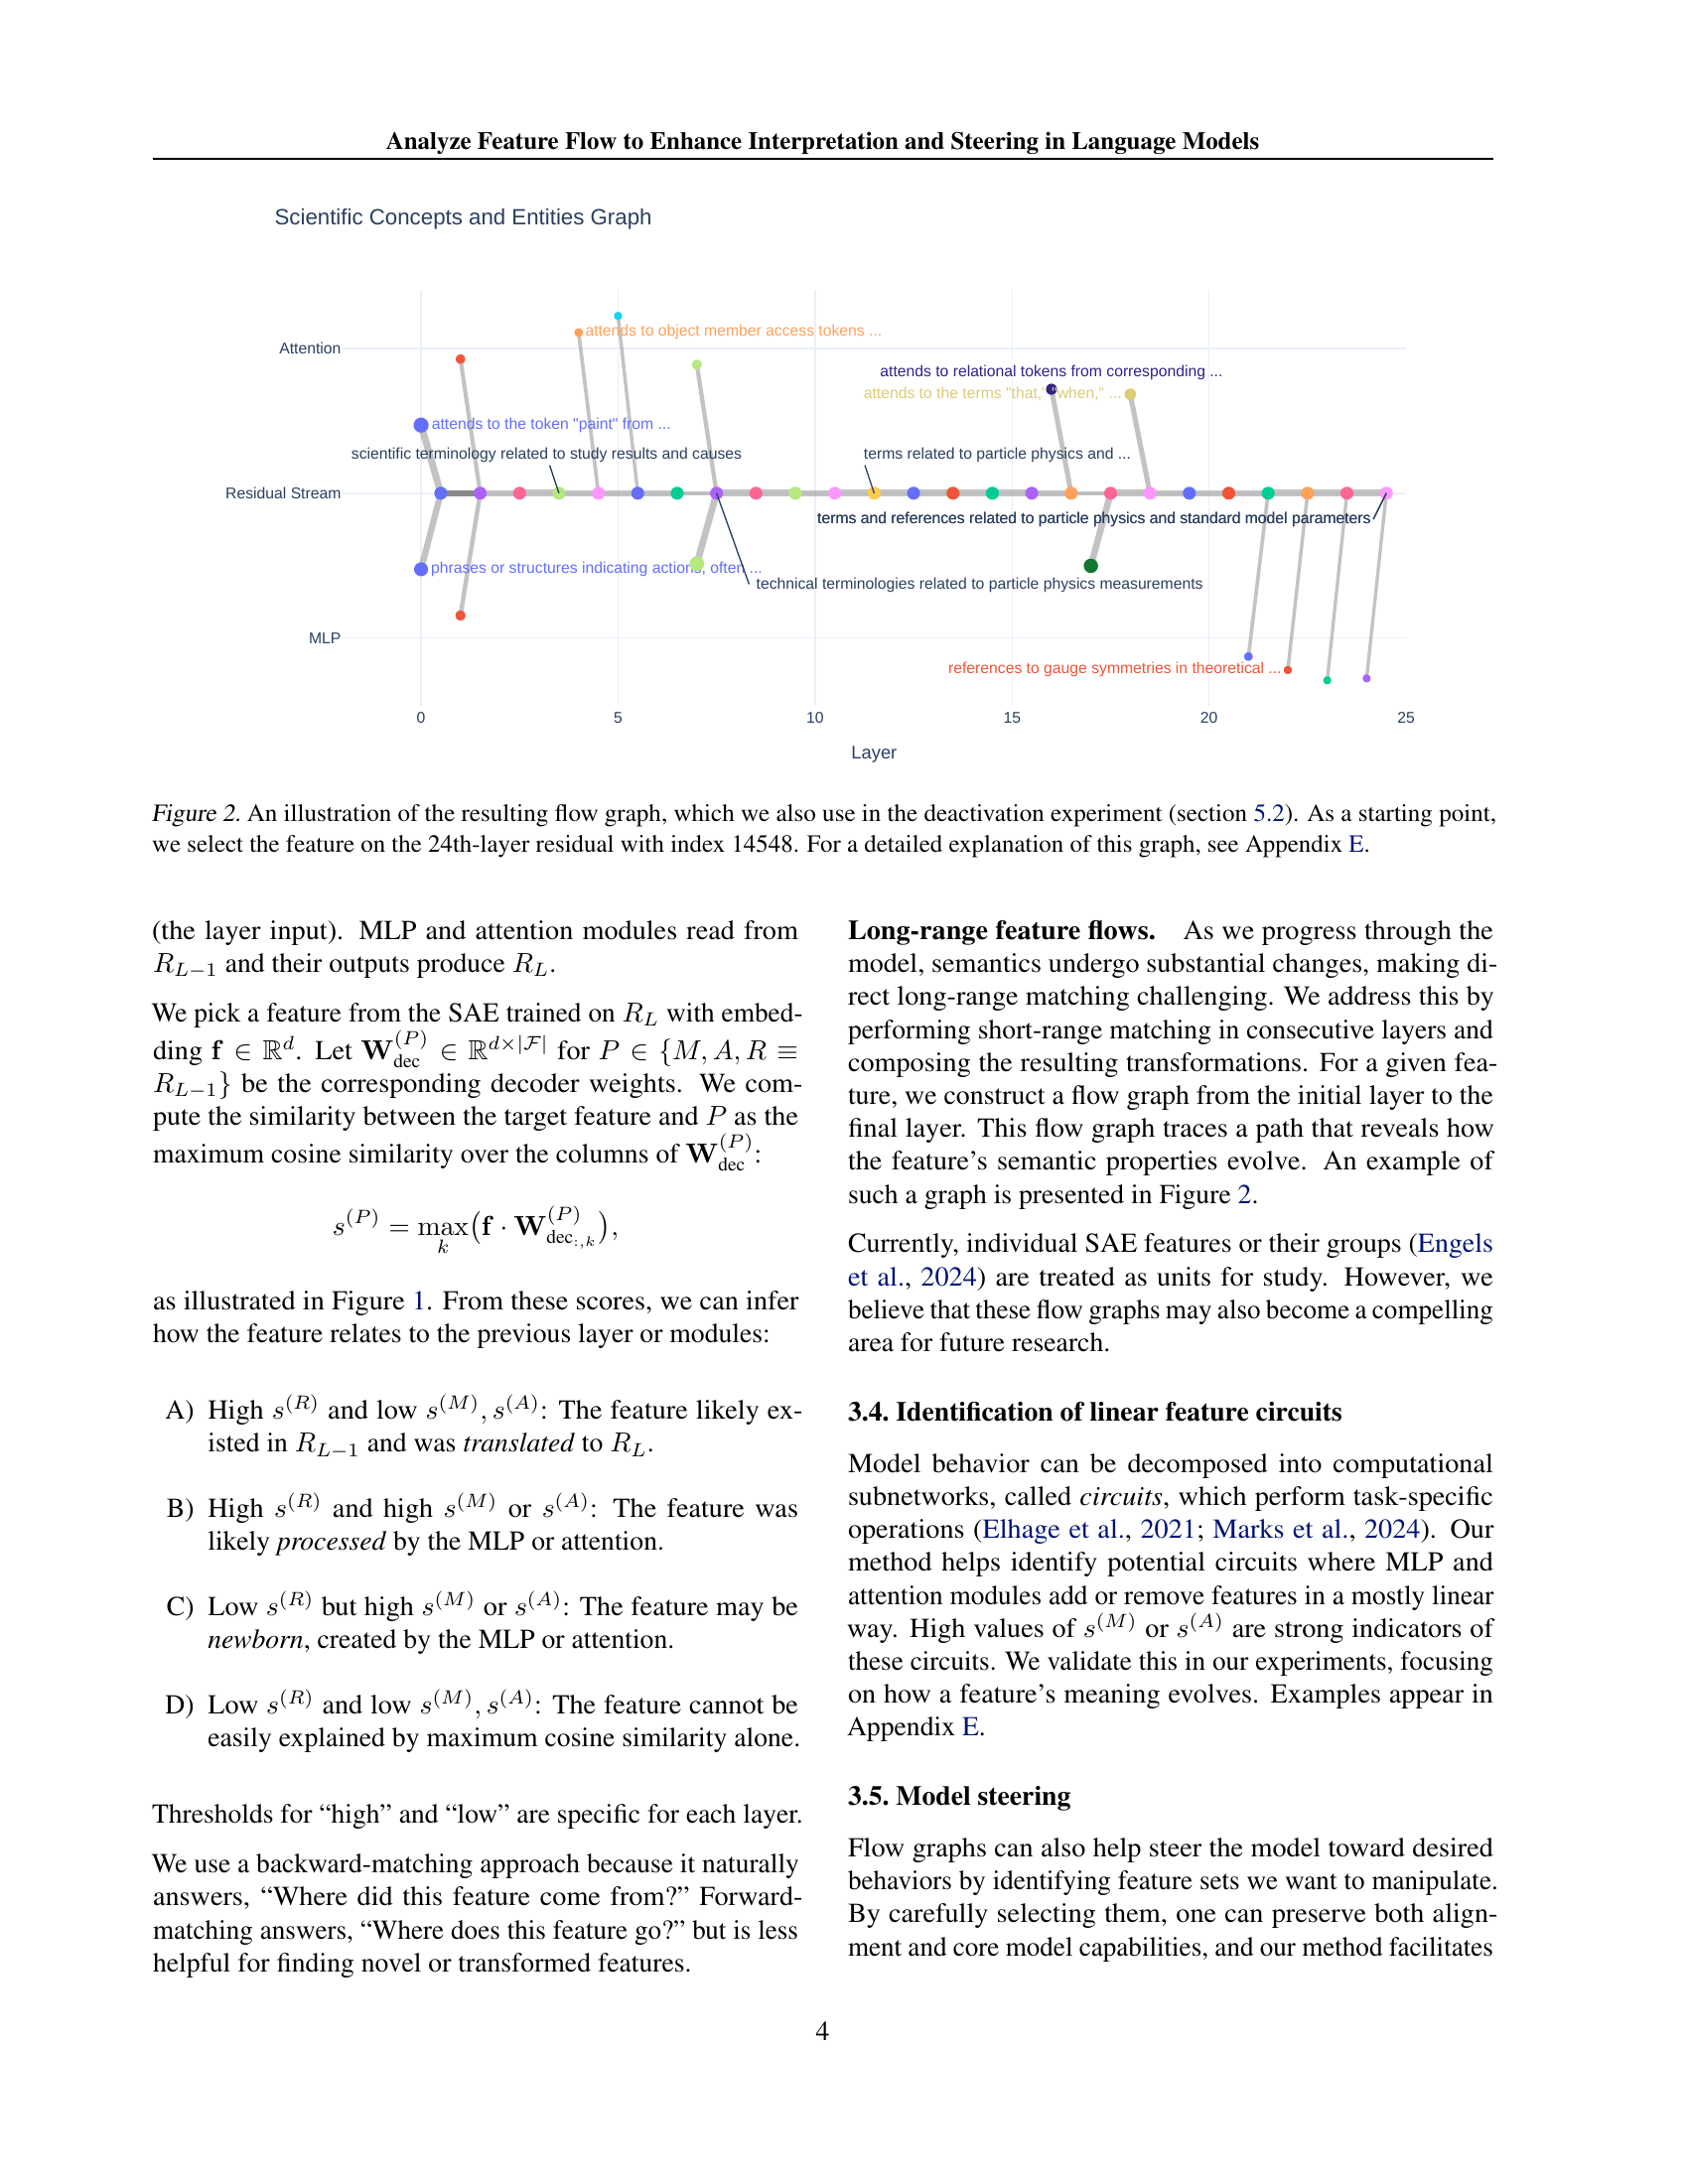 Analyze Feature Flow to Enhance Interpretation and Steering in Language Models
Scientific Concepts and Entities Graph
attends to object member access tokens ...
Attention
attends to relational tokens from corresponding ...
attends to the terms "that," "when," ...
attends to the token "paint" from ...
scientific terminology related to study results and causes
terms related to particle physics and ...
Residual Stream
terms and references related to particle physics and standard model parameters
phrases or structures indicating actions, often ...
technical terminologies related to particle physics measurements
MLP
references to gauge symmetries in theoretical ...
0 5 10 15 20 25
Layer
Figure 2. An illustration of the resulting flow graph, which we also use in the deactivation experiment (section 5.2). As a starting point,
we select the feature on the 24th-layer residual with index 14548. For a detailed explanation of this graph, see Appendix E.
(the layer input). MLP and attention modules read from
R_{L−1} and their outputs produce R_L.
We pick a feature from the SAE trained on R_L with embed-
ding f ∈ ℝ^d. Let W_dec^{(P)} ∈ ℝ^{d×|F|} for P ∈ {M, A, R ≡
R_{L−1}} be the corresponding decoder weights. We com-
pute the similarity between the target feature and P as the
maximum cosine similarity over the columns of W_dec^{(P)}:
s^{(P)} = max_k (f · W_{dec:,k}^{(P)}),
as illustrated in Figure 1. From these scores, we can infer
how the feature relates to the previous layer or modules:
A) High s^{(R)} and low s^{(M)}, s^{(A)}: The feature likely ex-
isted in R_{L−1} and was translated to R_L.
B) High s^{(R)} and high s^{(M)} or s^{(A)}: The feature was
likely processed by the MLP or attention.
C) Low s^{(R)} but high s^{(M)} or s^{(A)}: The feature may be
newborn, created by the MLP or attention.
D) Low s^{(R)} and low s^{(M)}, s^{(A)}: The feature cannot be
easily explained by maximum cosine similarity alone.
Thresholds for “high” and “low” are specific for each layer.
We use a backward-matching approach because it naturally
answers, “Where did this feature come from?” Forward-
matching answers, “Where does this feature go?” but is less
helpful for finding novel or transformed features.
Long-range feature flows. As we progress through the
model, semantics undergo substantial changes, making di-
rect long-range matching challenging. We address this by
performing short-range matching in consecutive layers and
composing the resulting transformations. For a given fea-
ture, we construct a flow graph from the initial layer to the
final layer. This flow graph traces a path that reveals how
the feature’s semantic properties evolve. An example of
such a graph is presented in Figure 2.
Currently, individual SAE features or their groups (Engels
et al., 2024) are treated as units for study. However, we
believe that these flow graphs may also become a compelling
area for future research.
3.4. Identification of linear feature circuits
Model behavior can be decomposed into computational
subnetworks, called circuits, which perform task-specific
operations (Elhage et al., 2021; Marks et al., 2024). Our
method helps identify potential circuits where MLP and
attention modules add or remove features in a mostly linear
way. High values of s^{(M)} or s^{(A)} are strong indicators of
these circuits. We validate this in our experiments, focusing
on how a feature’s meaning evolves. Examples appear in
Appendix E.
3.5. Model steering
Flow graphs can also help steer the model toward desired
behaviors by identifying feature sets we want to manipulate.
By carefully selecting them, one can preserve both align-
ment and core model capabilities, and our method facilitates
4